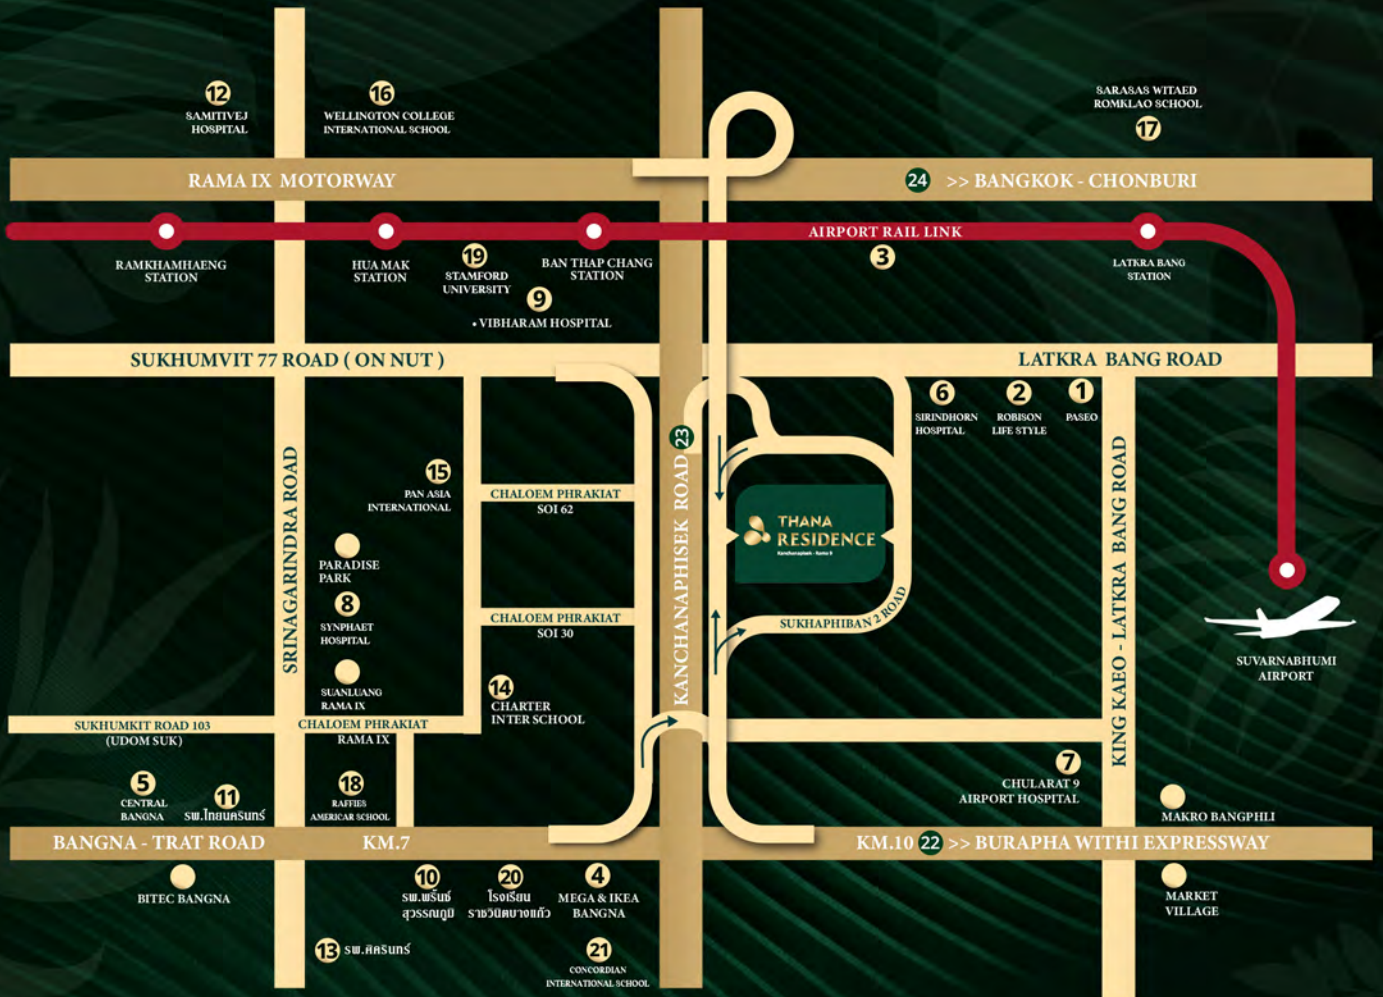 12
SAMITIVEJ
HOSPITAL
16
WELLINGTON COLLEGE
INTERNATIONAL SCHOOL
SARASAS WITAED
ROMKLAO SCHOOL
17
RAMA IX MOTORWAY
24 >> BANGKOK - CHONBURI
AIRPORT RAIL LINK
3
RAMKHAMHAENG
STATION
HUA MAK
STATION
19
STAMFORD
UNIVERSITY
BAN THAP CHANG
STATION
LATKRA BANG
STATION
9
• VIBHARAM HOSPITAL
SUKHUMVIT 77 ROAD ( ON NUT )
LATKRA BANG ROAD
6
SIRINDHORN
HOSPITAL
2
ROBISON
LIFE STYLE
1
PASEO
23
KANCHANAPHISEK ROAD
SRINAGARINDRA ROAD
KING KAEO - LATKRA BANG ROAD
15
PAN ASIA
INTERNATIONAL
CHALOEM PHRAKIAT
SOI 62
THANA
RESIDENCE
Kanchanapisek - Rama 9
PARADISE
PARK
8
SYNPHAET
HOSPITAL
CHALOEM PHRAKIAT
SOI 30
SUKHAPHIBAN 2 ROAD
SUVARNABHUMI
AIRPORT
SUANLUANG
RAMA IX
14
CHARTER
INTER SCHOOL
SUKHUMKIT ROAD 103
(UDOM SUK)
CHALOEM PHRAKIAT
RAMA IX
5
CENTRAL
BANGNA
11
รพ.ไทยนครินทร์
18
RAFFIES
AMERICAR SCHOOL
7
CHULARAT 9
AIRPORT HOSPITAL
MAKRO BANGPHLI
BANGNA - TRAT ROAD
KM.7
KM.10 22 >> BURAPHA WITHI EXPRESSWAY
BITEC BANGNA
10
รพ.พริ้นซ์
สุวรรณภูมิ
20
โรงเรียน
ราชวินิตบางแก้ว
4
MEGA & IKEA
BANGNA
MARKET
VILLAGE
13 รพ.ศิครินทร์
21
CONCORDIAN
INTERNATIONAL SCHOOL